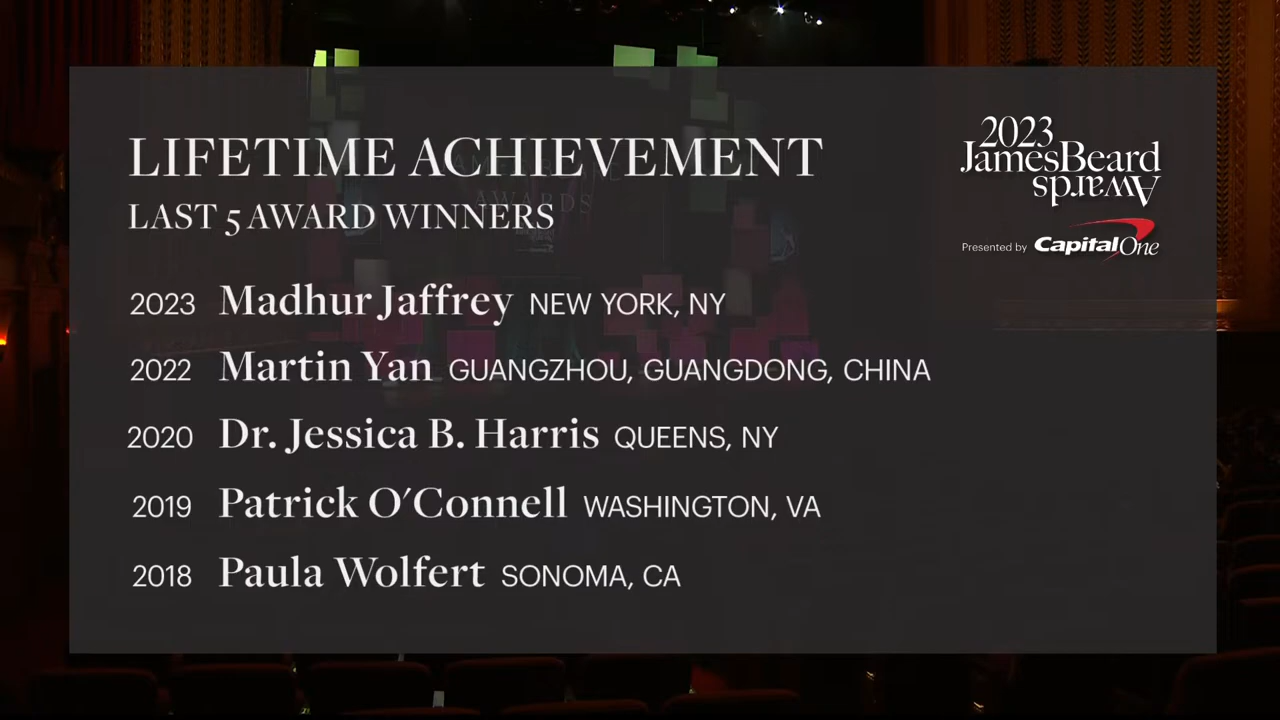 LIFETIME ACHIEVEMENT
LAST 5 AWARD WINNERS
2023
JamesBeard
Awards
Presented by CapitalOne
2023 Madhur Jaffrey NEW YORK, NY
2022 Martin Yan GUANGZHOU, GUANGDONG, CHINA
2020 Dr. Jessica B. Harris QUEENS, NY
2019 Patrick O'Connell WASHINGTON, VA
2018 Paula Wolfert SONOMA, CA